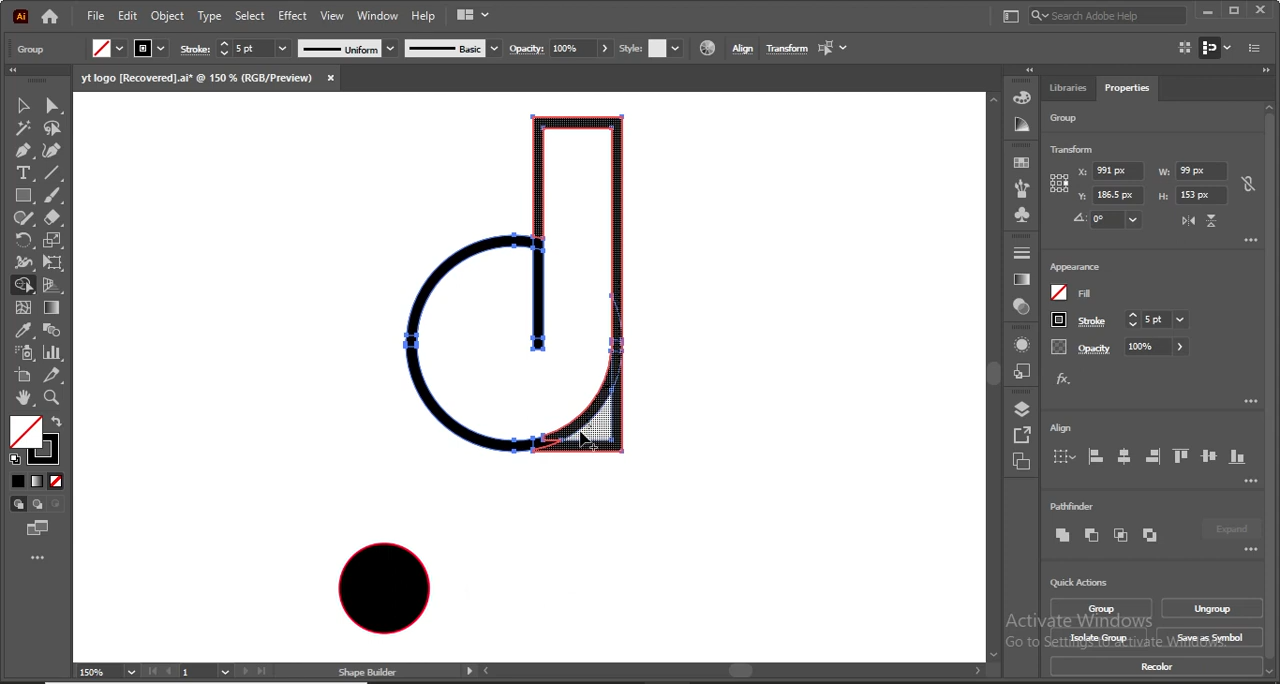 Ai File Edit Object Type Select Effect View Window Help Search Adobe Help
Group Stroke: 5 pt Uniform Basic Opacity: 100% Style: Align Transform
yt logo [Recovered].ai* @ 150 % (RGB/Preview) ×
Libraries Properties
Group
Transform
X: 991 px W: 99 px
Y: 186.5 px H: 153 px
0°
Appearance
Fill
Stroke 5 pt
Opacity 100%
fx.
Align
Pathfinder
Expand
Quick Actions
Group Ungroup
Activate Windows
Go to Settings to activate Windows.
Isolate Group Save as Symbol
Recolor
150% 1 Shape Builder